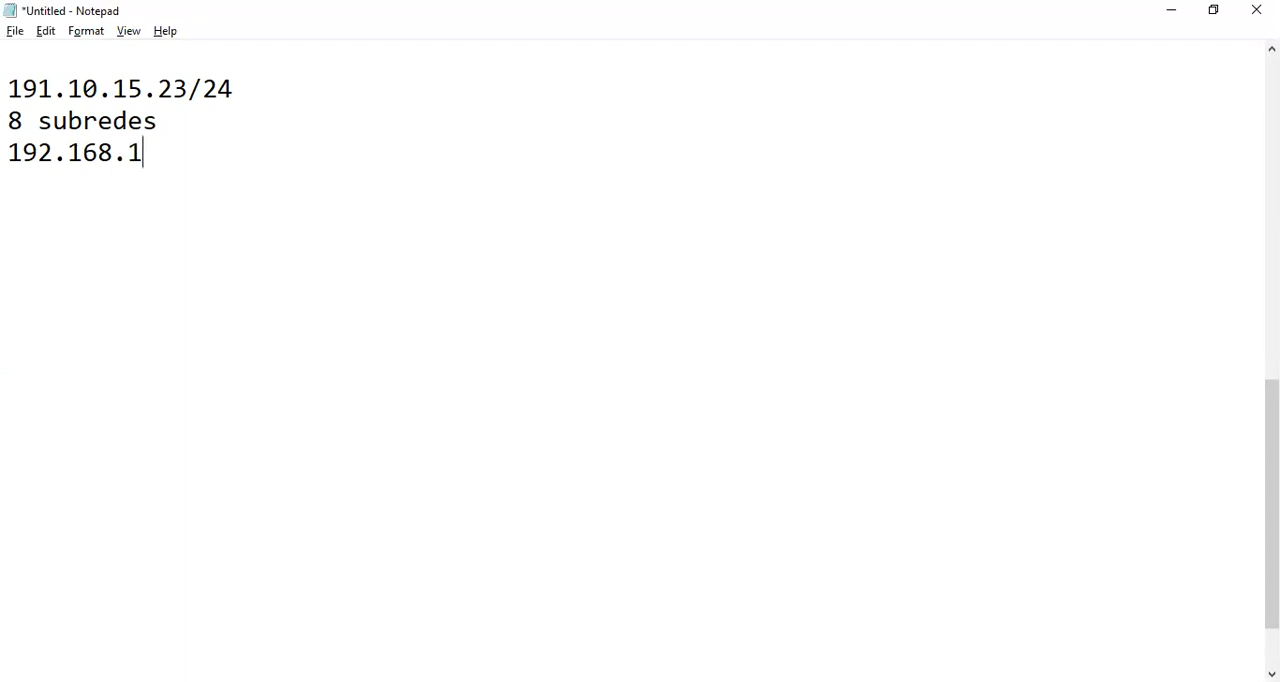 *Untitled - Notepad
File Edit Format View Help
191.10.15.23/24
8 subredes
192.168.1